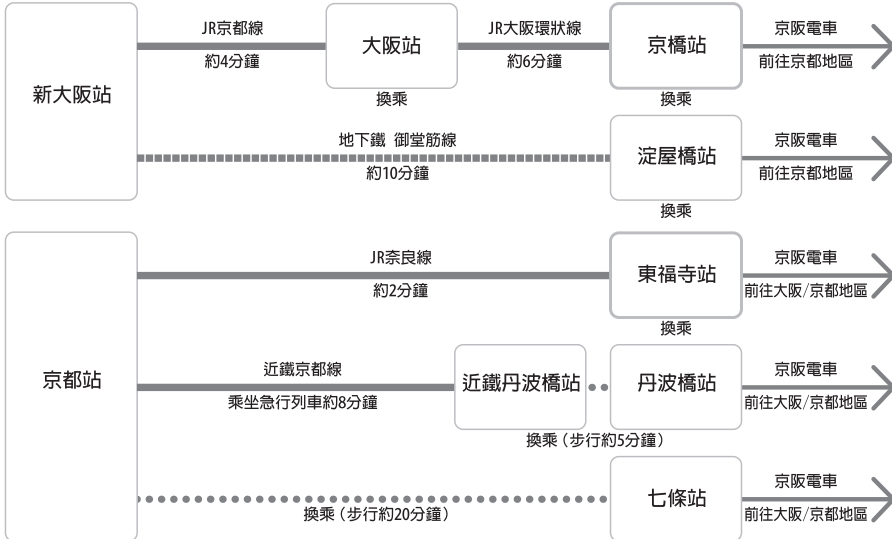 新大阪站
JR京都線
約4分鐘
大阪站
換乘
JR大阪環狀線
約6分鐘
京橋站
換乘
京阪電車
前往京都地區
地下鐵 御堂筋線
約10分鐘
淀屋橋站
換乘
京阪電車
前往京都地區
京都站
JR奈良線
約2分鐘
東福寺站
換乘
京阪電車
前往大阪/京都地區
近鐵京都線
乘坐急行列車約8分鐘
近鐵丹波橋站
丹波橋站
換乘（步行約5分鐘）
京阪電車
前往大阪/京都地區
換乘（步行約20分鐘）
七條站
京阪電車
前往大阪/京都地區